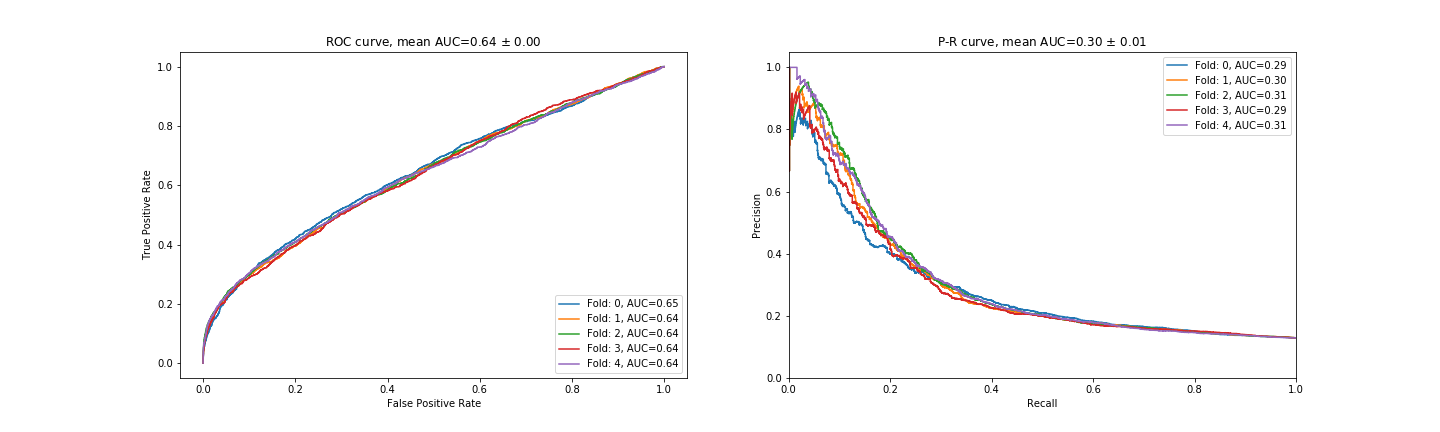 ROC curve, mean AUC=0.64 ± 0.00
True Positive Rate
1.0
0.8
0.6
0.4
0.2
0.0
0.0 0.2 0.4 0.6 0.8 1.0
False Positive Rate
Fold: 0, AUC=0.65
Fold: 1, AUC=0.64
Fold: 2, AUC=0.64
Fold: 3, AUC=0.64
Fold: 4, AUC=0.64
P-R curve, mean AUC=0.30 ± 0.01
Precision
1.0
0.8
0.6
0.4
0.2
0.0
0.0 0.2 0.4 0.6 0.8 1.0
Recall
Fold: 0, AUC=0.29
Fold: 1, AUC=0.30
Fold: 2, AUC=0.31
Fold: 3, AUC=0.29
Fold: 4, AUC=0.31